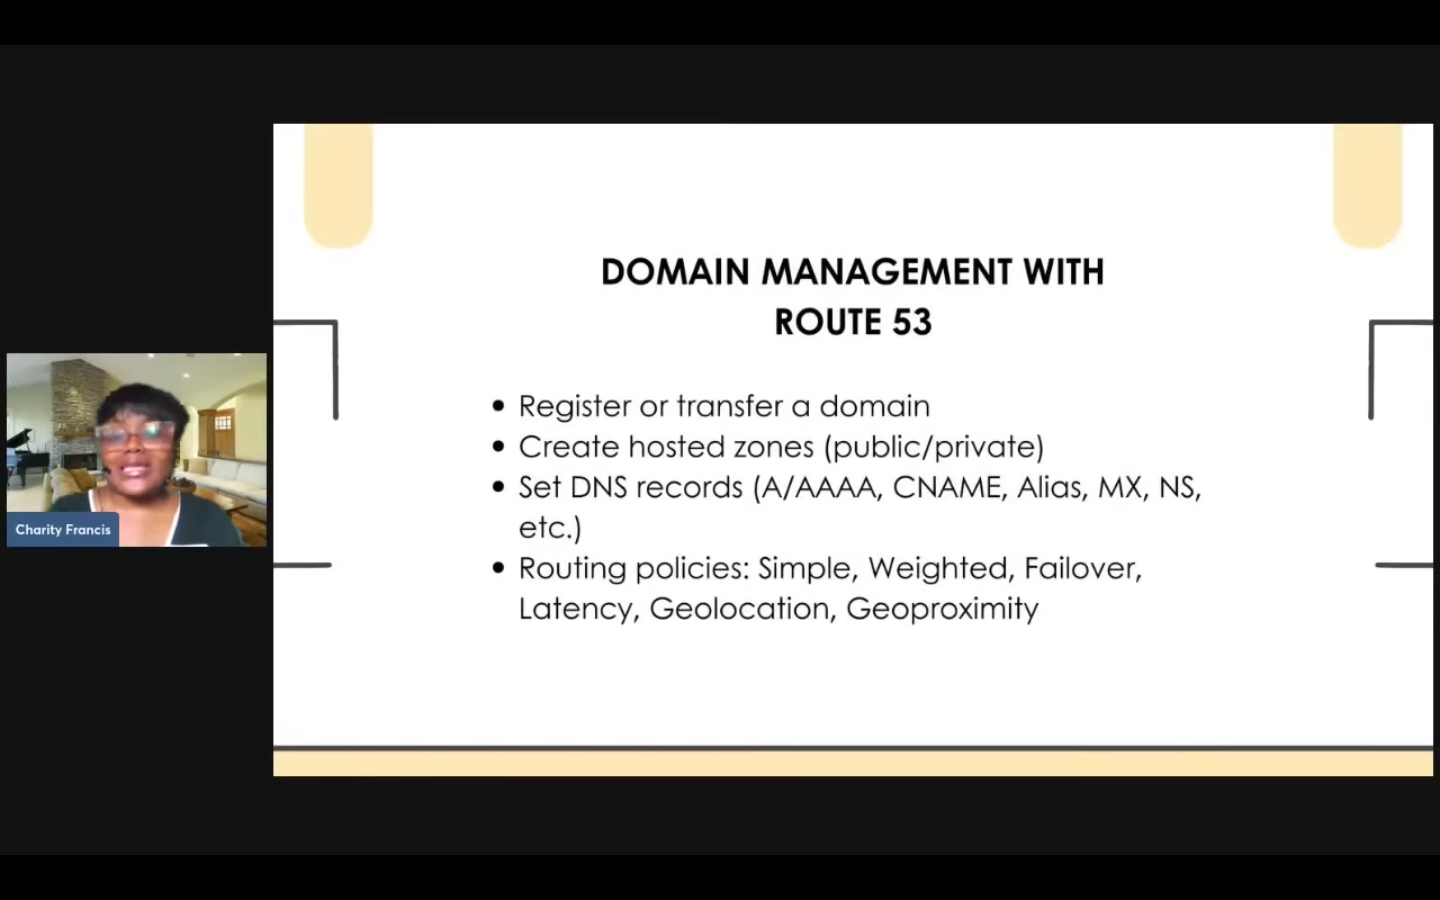 DOMAIN MANAGEMENT WITH
ROUTE 53
• Register or transfer a domain
• Create hosted zones (public/private)
• Set DNS records (A/AAAA, CNAME, Alias, MX, NS,
etc.)
• Routing policies: Simple, Weighted, Failover,
Latency, Geolocation, Geoproximity
Charity Francis